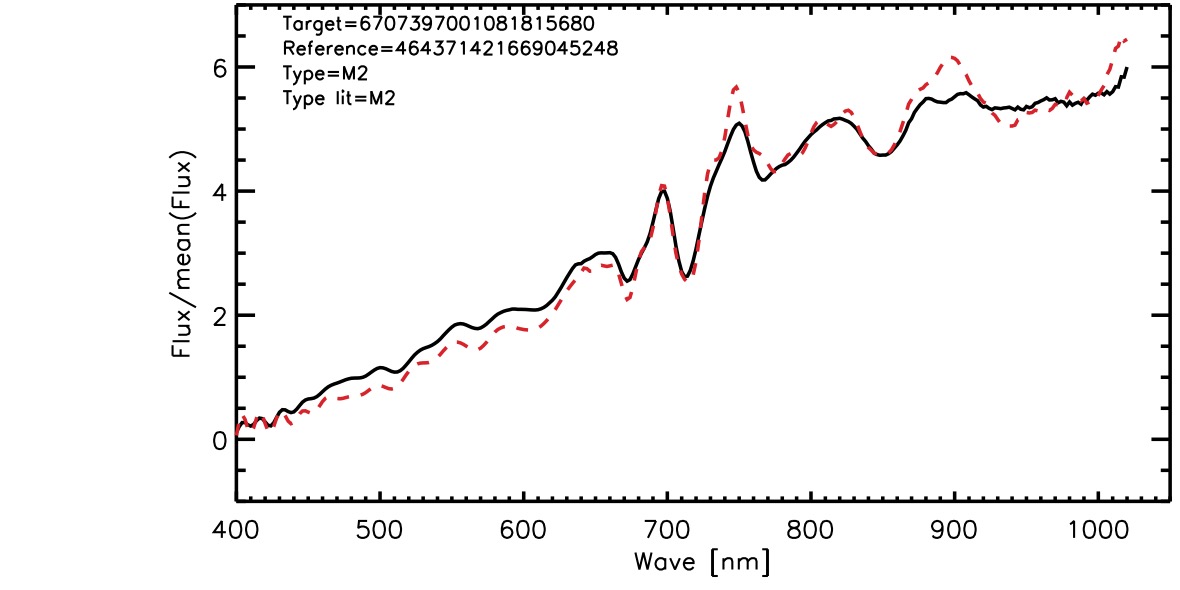 Target=6707397001081815680
Reference=464371421669045248
Type=M2
Type lit=M2
6
4
2
0
Flux/mean(Flux)
400 500 600 700 800 900 1000
Wave [nm]